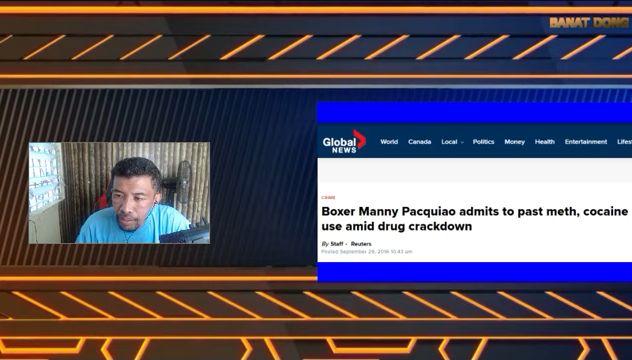 BANAT DONG
Global NEWS
World Canada Local Politics Money Health Entertainment
CRIME
Boxer Manny Pacquiao admits to past meth, cocaine
use amid drug crackdown
By Staff • Reuters
Posted September 29, 2016 10:43 am